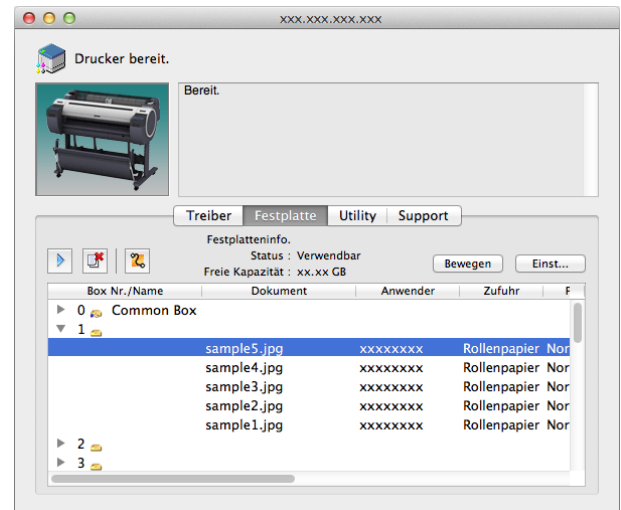 xxx.xxx.xxx.xxx
Drucker bereit.
Bereit.
Treiber Festplatte Utility Support
Festplatteninfo.
Status : Verwendbar
Freie Kapazität : xx.xx GB
Bewegen Einst...
Box Nr./Name Dokument Anwender Zufuhr
0 Common Box
1
sample5.jpg xxxxxxxx Rollenpapier Nor
sample4.jpg xxxxxxxx Rollenpapier Nor
sample3.jpg xxxxxxxx Rollenpapier Nor
sample2.jpg xxxxxxxx Rollenpapier Nor
sample1.jpg xxxxxxxx Rollenpapier Nor
2
3